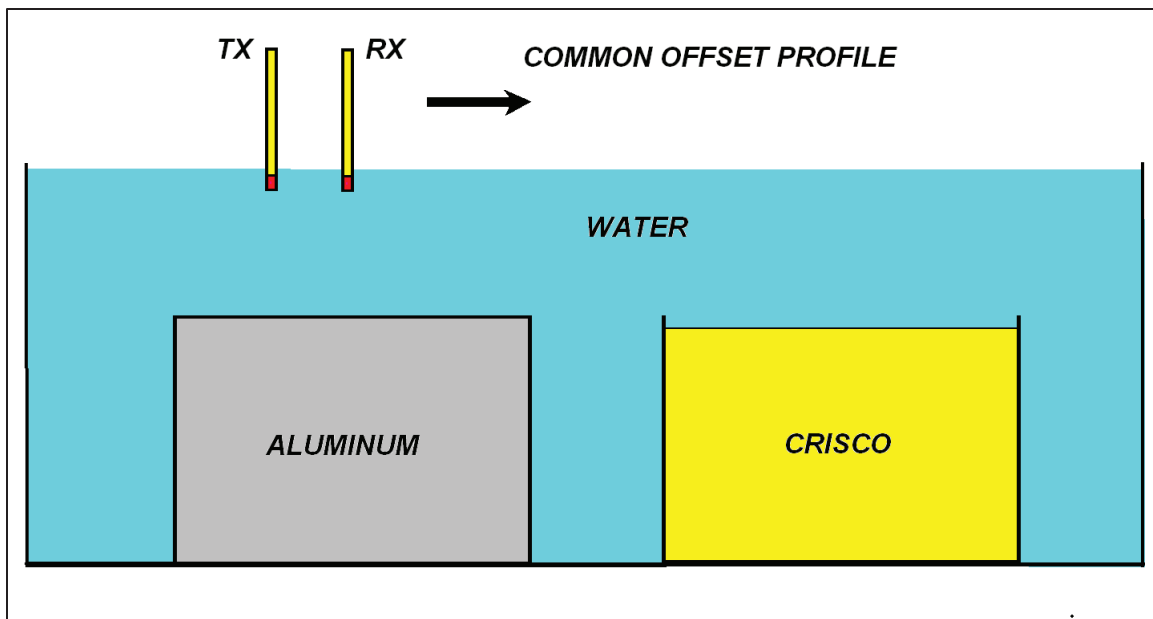 TX
RX
COMMON OFFSET PROFILE
WATER
ALUMINUM
CRISCO